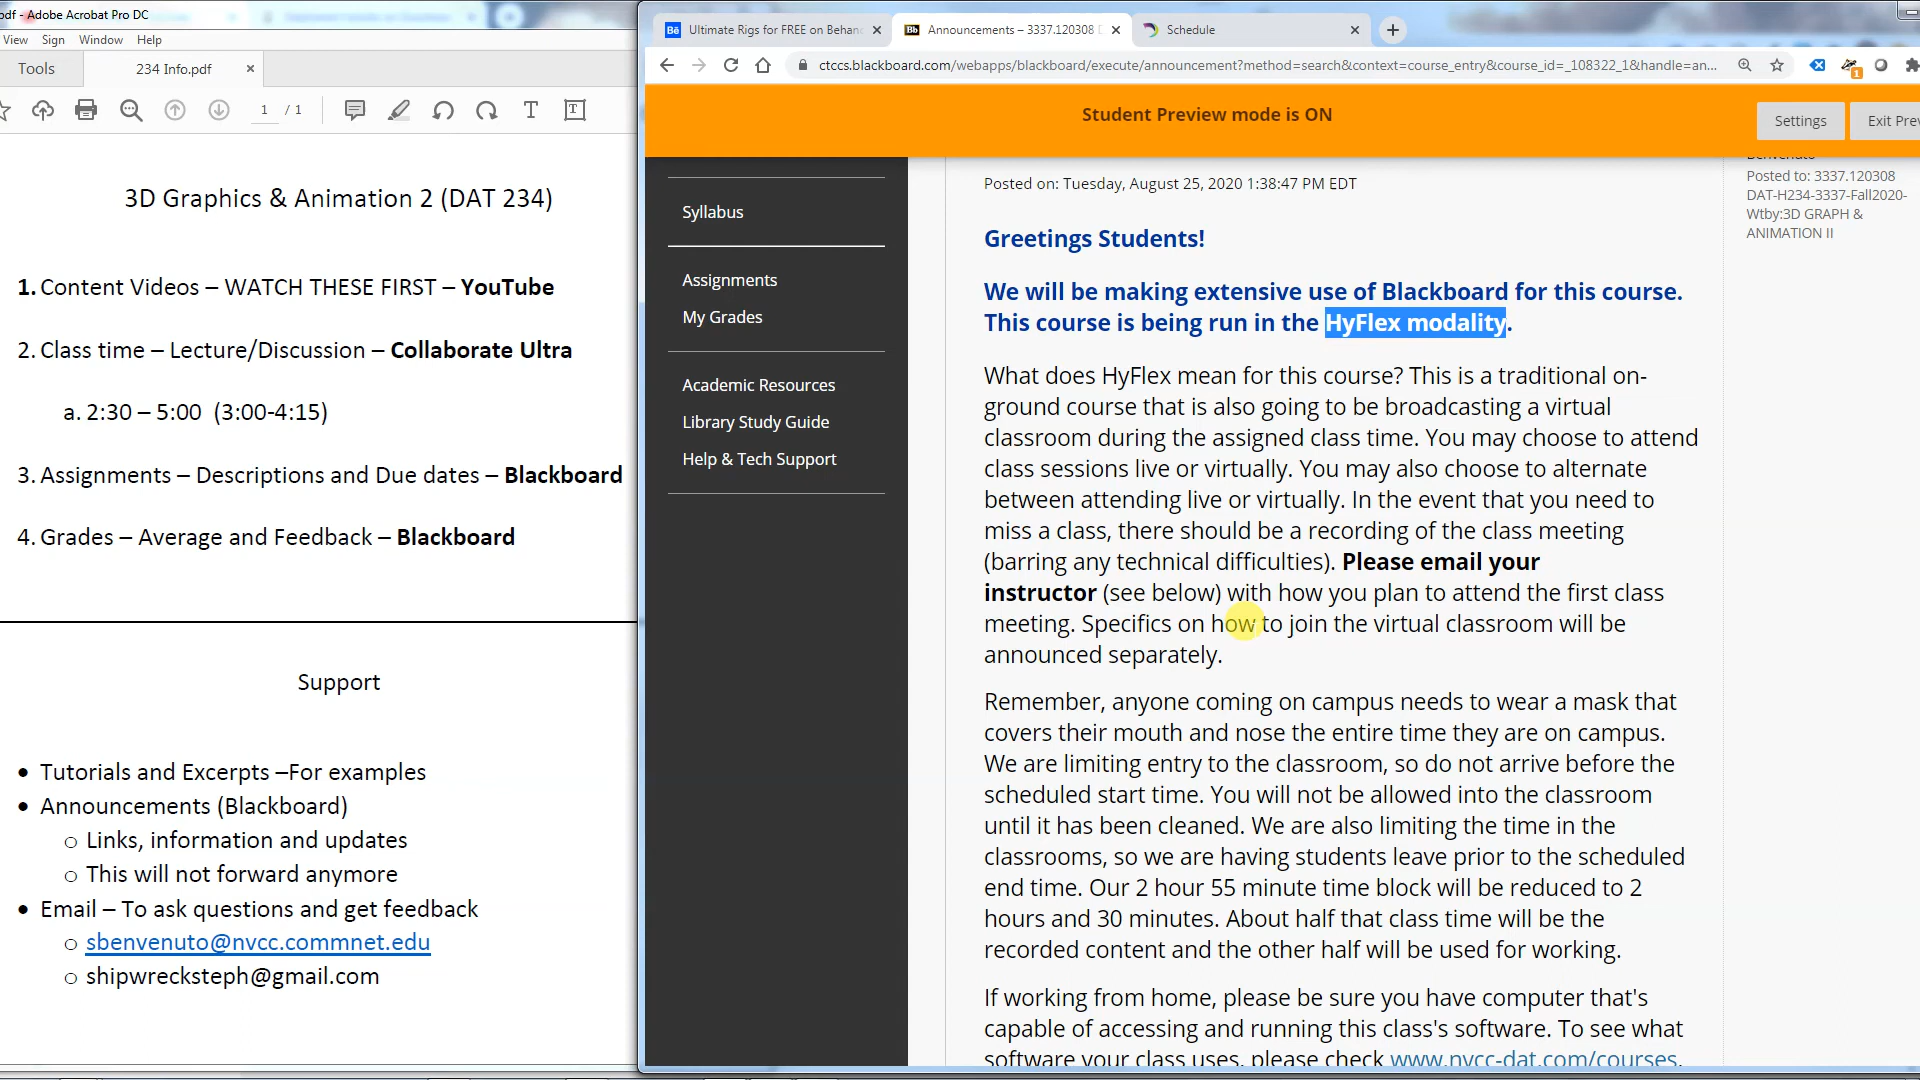 odf - Adobe Acrobat Pro DC
View Sign Window Help
Tools
234 Info.pdf
1 / 1
3D Graphics & Animation 2 (DAT 234)
1. Content Videos – WATCH THESE FIRST – YouTube
2. Class time – Lecture/Discussion – Collaborate Ultra
a. 2:30 – 5:00 (3:00-4:15)
3. Assignments – Descriptions and Due dates – Blackboard
4. Grades – Average and Feedback – Blackboard
Support
• Tutorials and Excerpts –For examples
• Announcements (Blackboard)
o Links, information and updates
o This will not forward anymore
• Email – To ask questions and get feedback
o sbenvenuto@nvcc.commnet.edu
o shipwrecksteph@gmail.com
Bē Ultimate Rigs for FREE on Behan
Bb Announcements – 3337.120308 D
Schedule
ctccs.blackboard.com/webapps/blackboard/execute/announcement?method=search&context=course_entry&course_id=_108322_1&handle=an...
1
Student Preview mode is ON
Settings
Exit Prev
Syllabus
Assignments
My Grades
Academic Resources
Library Study Guide
Help & Tech Support
Posted on: Tuesday, August 25, 2020 1:38:47 PM EDT
Greetings Students!
We will be making extensive use of Blackboard for this course.
This course is being run in the HyFlex modality.
What does HyFlex mean for this course? This is a traditional on-
ground course that is also going to be broadcasting a virtual
classroom during the assigned class time. You may choose to attend
class sessions live or virtually. You may also choose to alternate
between attending live or virtually. In the event that you need to
miss a class, there should be a recording of the class meeting
(barring any technical difficulties). Please email your
instructor (see below) with how you plan to attend the first class
meeting. Specifics on how to join the virtual classroom will be
announced separately.
Remember, anyone coming on campus needs to wear a mask that
covers their mouth and nose the entire time they are on campus.
We are limiting entry to the classroom, so do not arrive before the
scheduled start time. You will not be allowed into the classroom
until it has been cleaned. We are also limiting the time in the
classrooms, so we are having students leave prior to the scheduled
end time. Our 2 hour 55 minute time block will be reduced to 2
hours and 30 minutes. About half that class time will be the
recorded content and the other half will be used for working.
If working from home, please be sure you have computer that's
capable of accessing and running this class's software. To see what
software your class uses, please check www.nvcc-dat.com/courses.
Benvenuto
Posted to: 3337.120308
DAT-H234-3337-Fall2020-
Wtby:3D GRAPH &
ANIMATION II